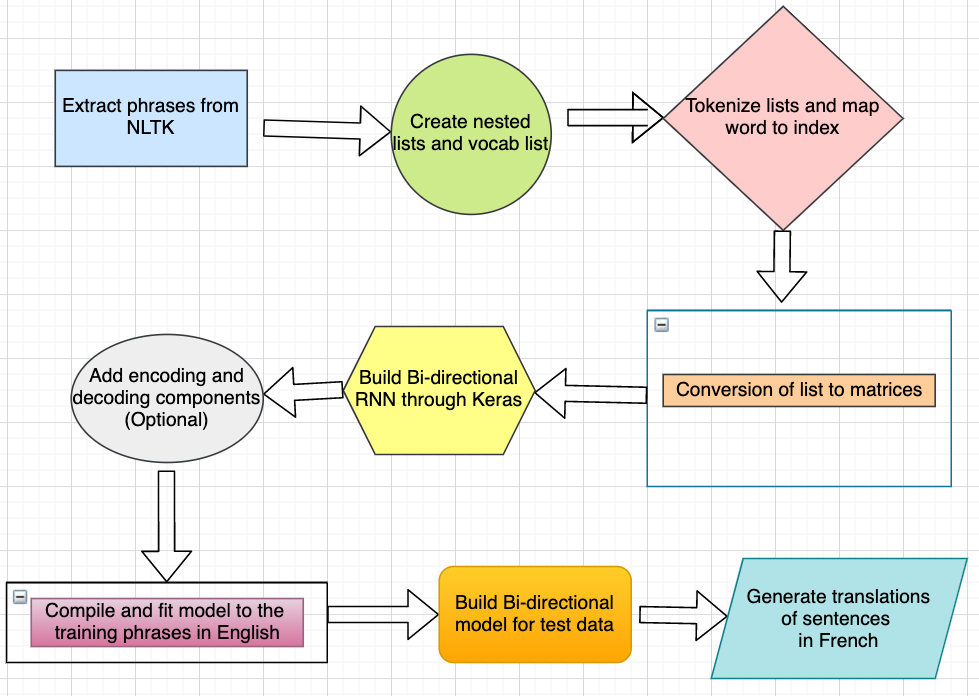 Extract phrases from
NLTK
Create nested
lists and vocab list
Tokenize lists and map
word to index
Conversion of list to matrices
Build Bi-directional
RNN through Keras
Add encoding and
decoding components
(Optional)
Compile and fit model to the
training phrases in English
Build Bi-directional
model for test data
Generate translations
of sentences
in French